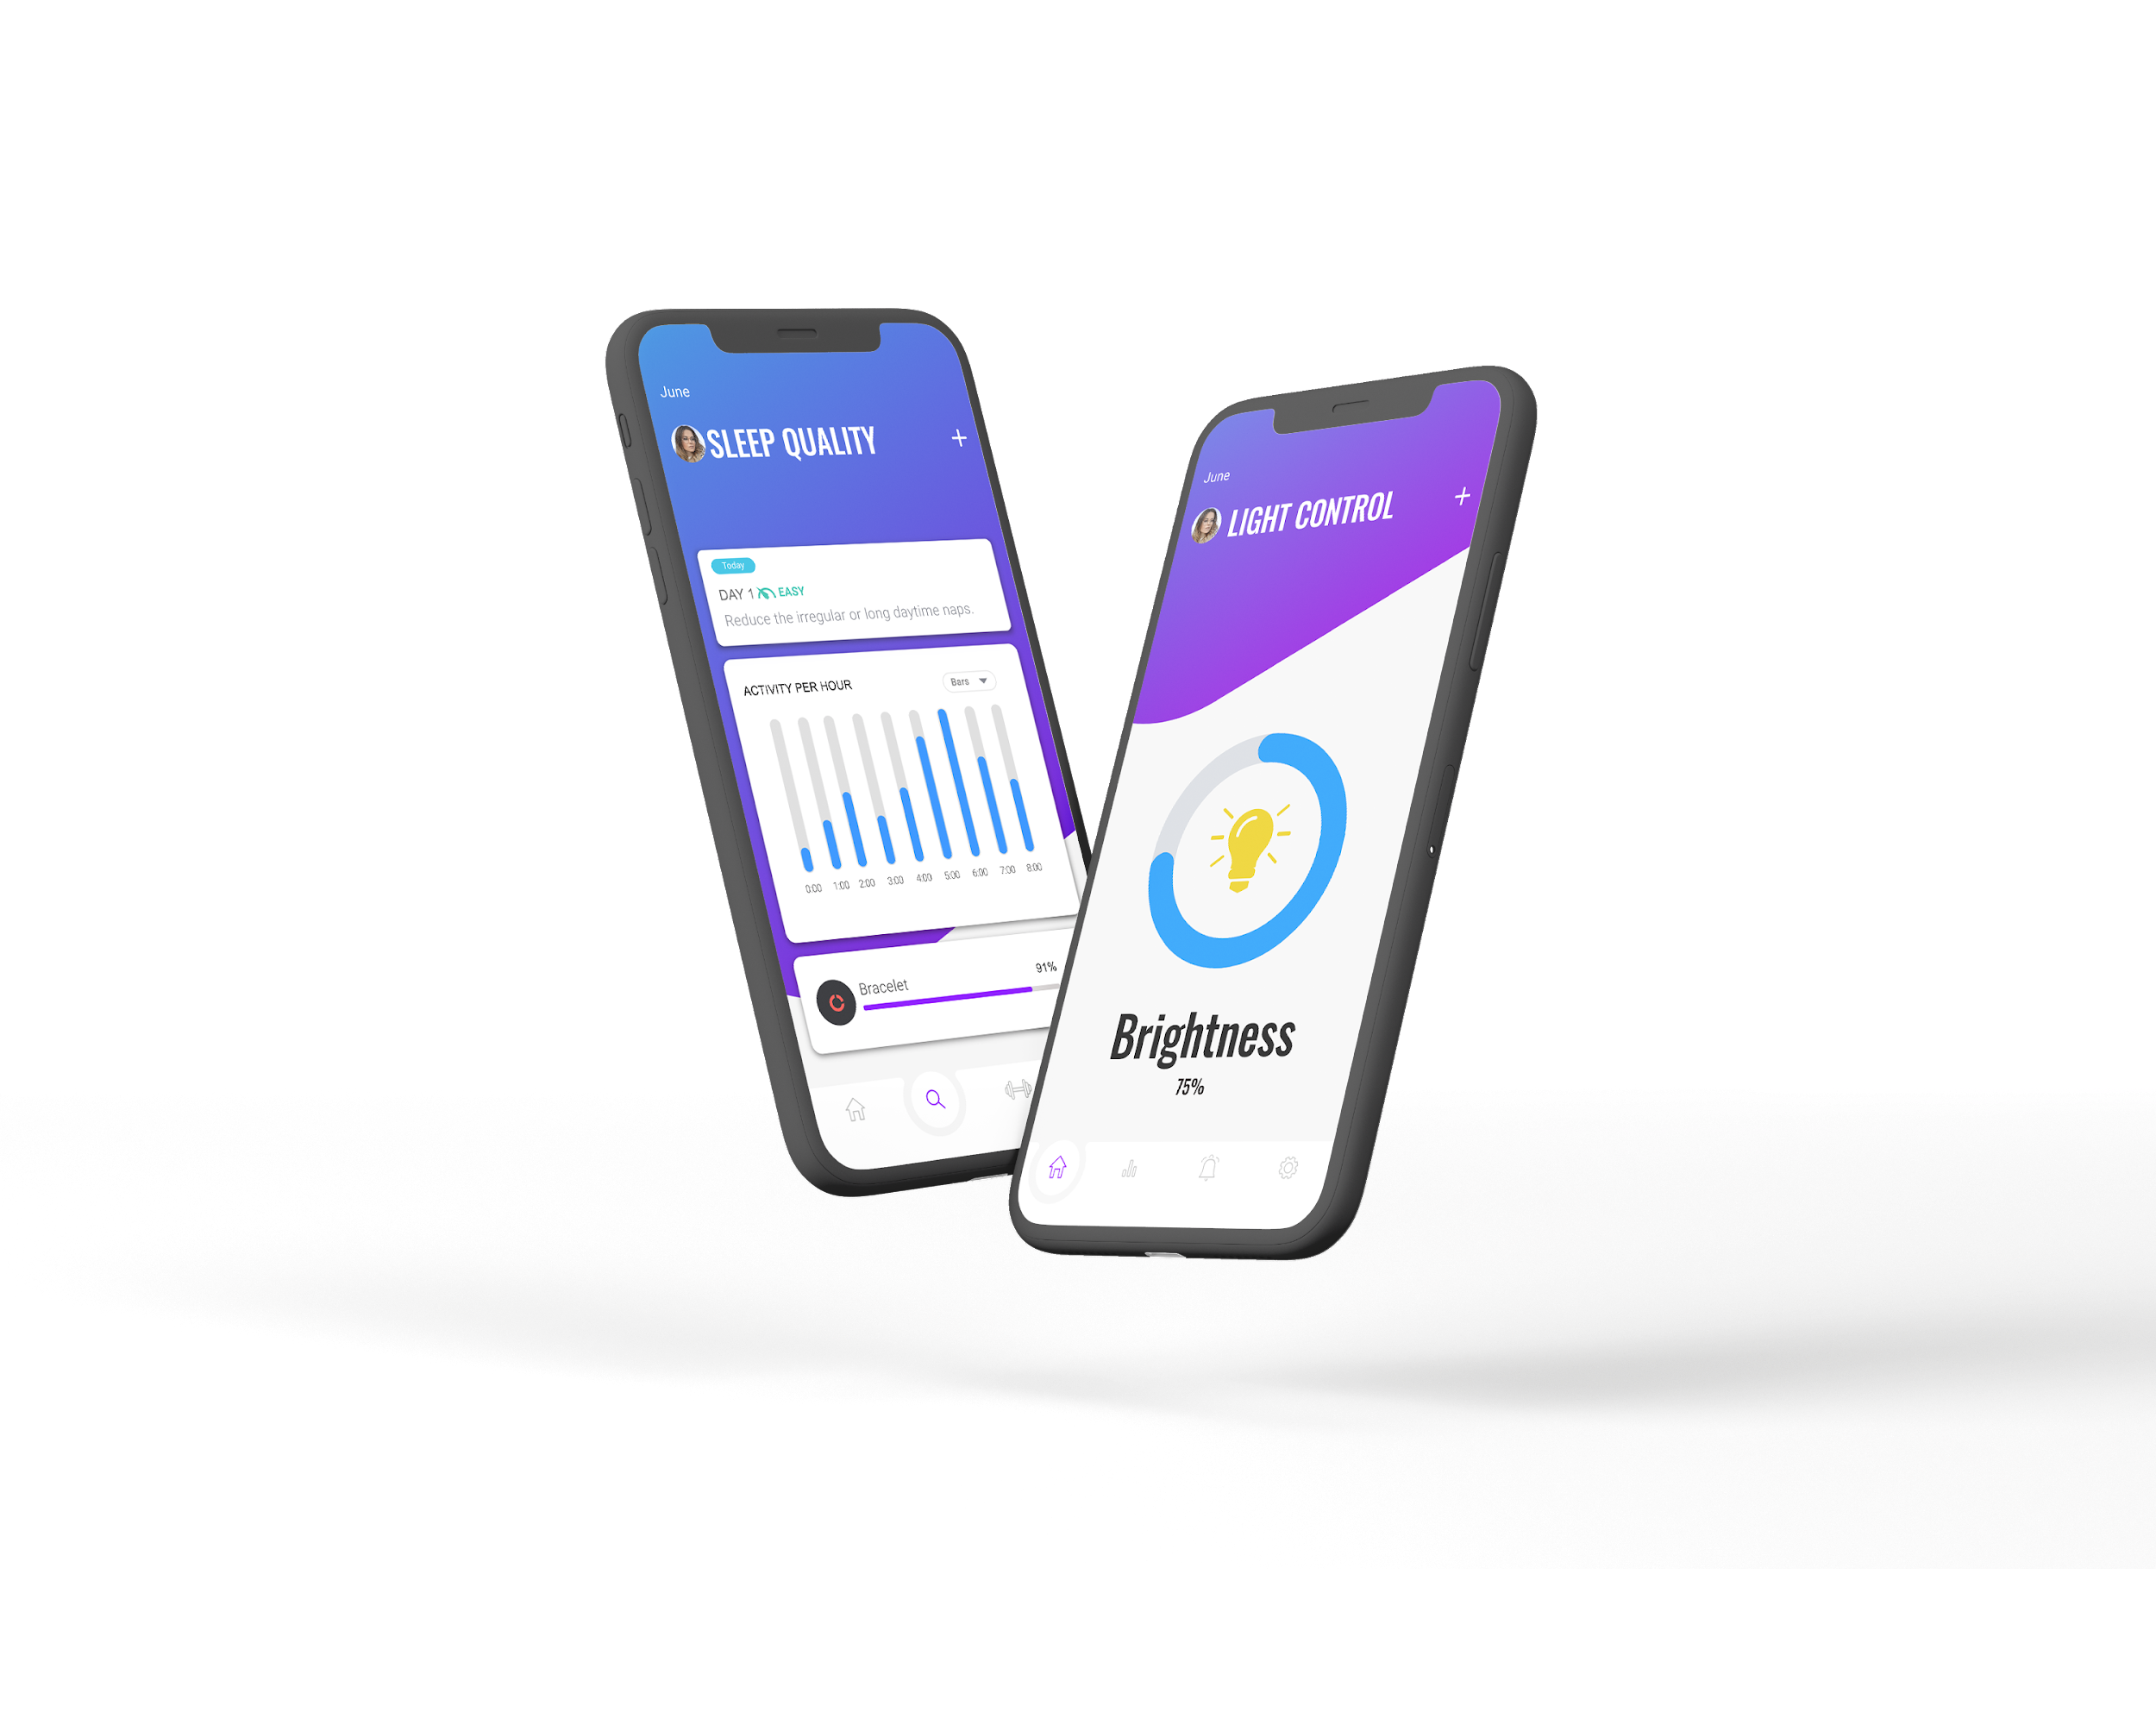 June
SLEEP QUALITY
+
Today
DAY 1 EASY
Reduce the irregular or long daytime naps.
ACTIVITY PER HOUR
Bars
0:00 1:00 2:00 3:00 4:00 5:00 6:00 7:00 8:00
Bracelet 91%
June
LIGHT CONTROL
+
Brightness
75%